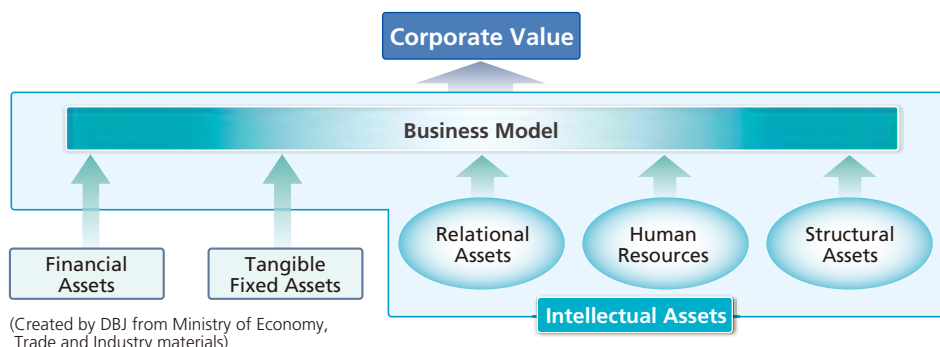 Corporate Value
Business Model
Financial
Assets
Tangible
Fixed Assets
Relational
Assets
Human
Resources
Structural
Assets
Intellectual Assets
(Created by DBJ from Ministry of Economy,
Trade and Industry materials)